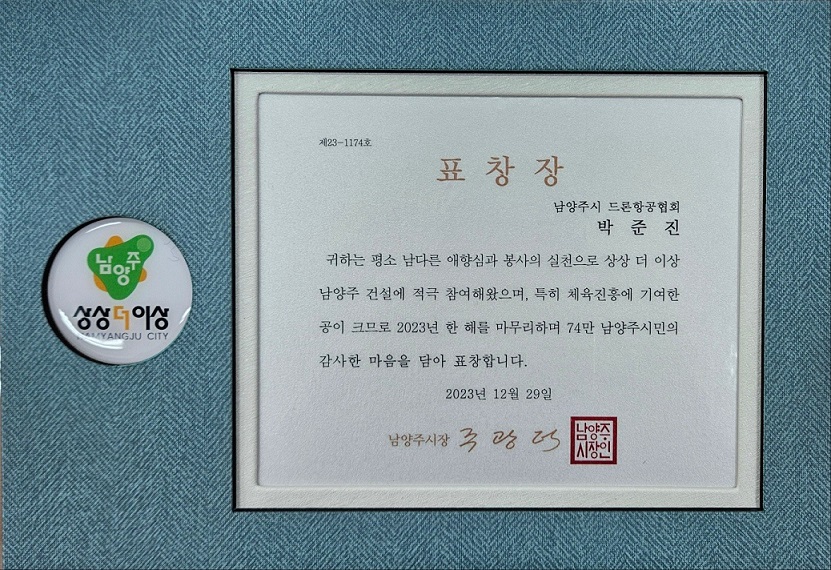 남양주
상상더이상
NAMYANGJU CITY
제23-1174호
표 창 장
남양주시 드론항공협회
박 준 진
귀하는 평소 남다른 애향심과 봉사의 실천으로 상상 더 이상
남양주 건설에 적극 참여해왔으며, 특히 체육진흥에 기여한
공이 크므로 2023년 한 해를 마무리하며 74만 남양주시민의
감사한 마음을 담아 표창합니다.
2023년 12월 29일
남양주시장 주광덕
남양주
시장인